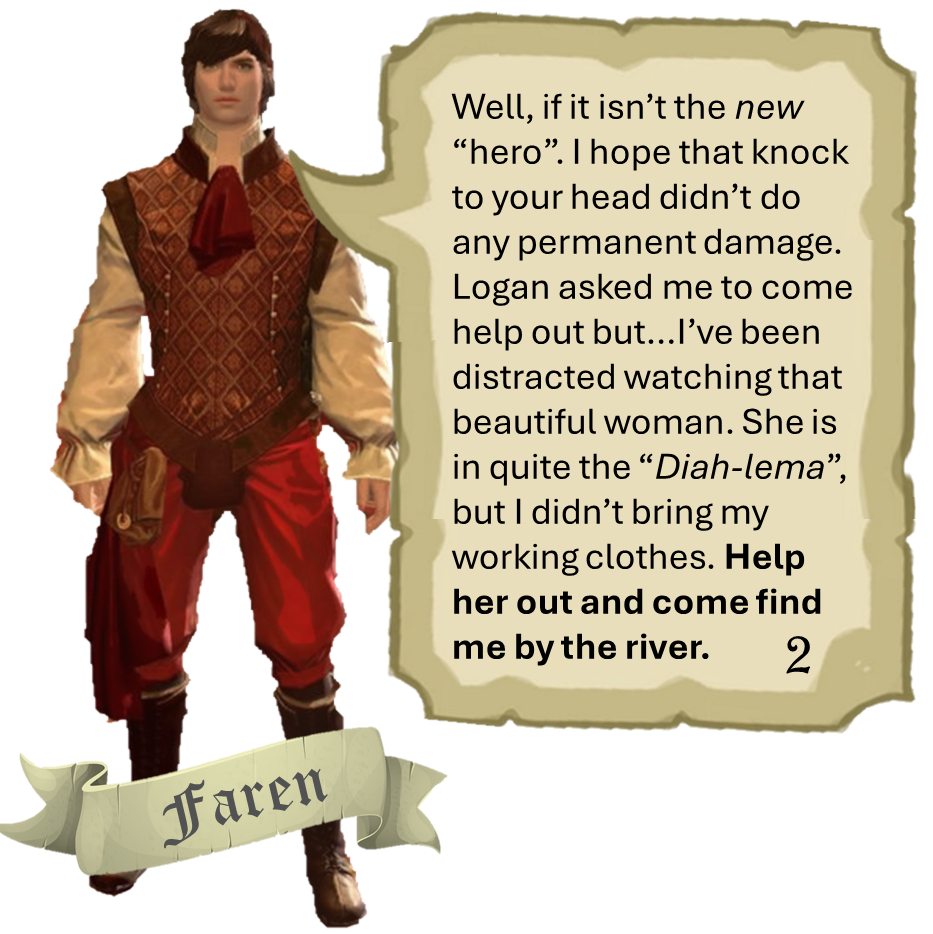 Well, if it isn’t the new
“hero”. I hope that knock
to your head didn’t do
any permanent damage.
Logan asked me to come
help out but...I’ve been
distracted watching that
beautiful woman. She is
in quite the “Diah-lema”,
but I didn’t bring my
working clothes. Help
her out and come find
me by the river.
2
Faren